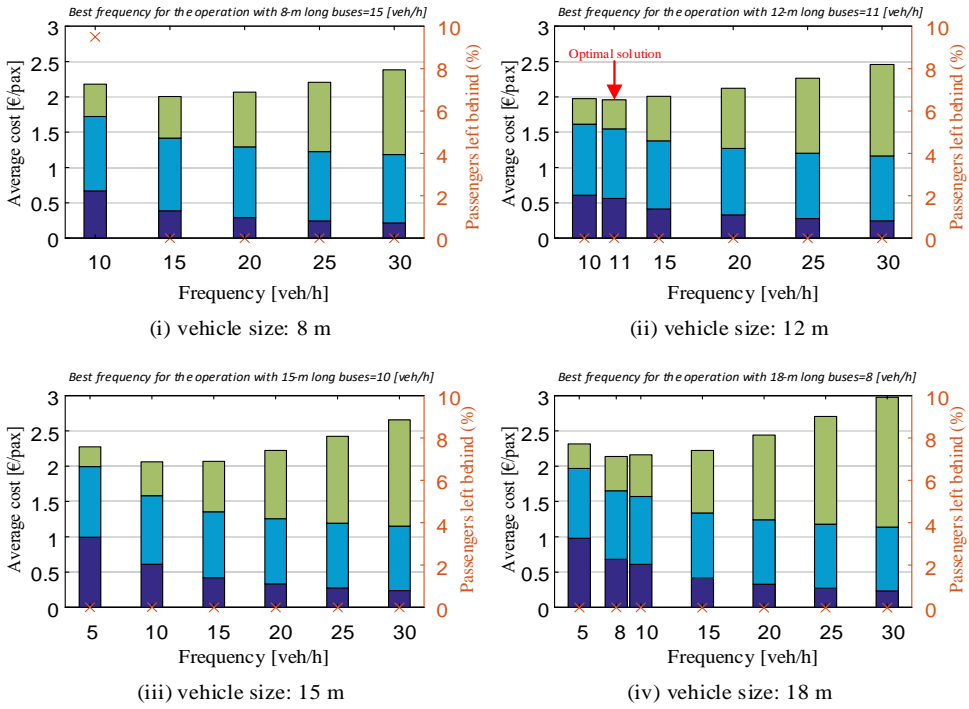 Best frequency for the operation with 8-m long buses=15 [veh/h]
3
2.5
2
1.5
1
0.5
0
Average cost [€/pax]
10
8
6
4
2
0
Passengers left behind (%)
10 15 20 25 30
Frequency [veh/h]
(i) vehicle size: 8 m
Best frequency for the operation with 12-m long buses=11 [veh/h]
3
2.5
2
1.5
1
0.5
0
Average cost [€/pax]
Optimal solution
10
8
6
4
2
0
Passengers left behind (%)
10 11 15 20 25 30
Frequency [veh/h]
(ii) vehicle size: 12 m
Best frequency for the operation with 15-m long buses=10 [veh/h]
3
2.5
2
1.5
1
0.5
0
Average cost [€/pax]
10
8
6
4
2
0
Passengers left behind (%)
5 10 15 20 25 30
Frequency [veh/h]
(iii) vehicle size: 15 m
Best frequency for the operation with 18-m long buses=8 [veh/h]
3
2.5
2
1.5
1
0.5
0
Average cost [€/pax]
10
8
6
4
2
0
Passengers left behind (%)
5 8 10 15 20 25 30
Frequency [veh/h]
(iv) vehicle size: 18 m